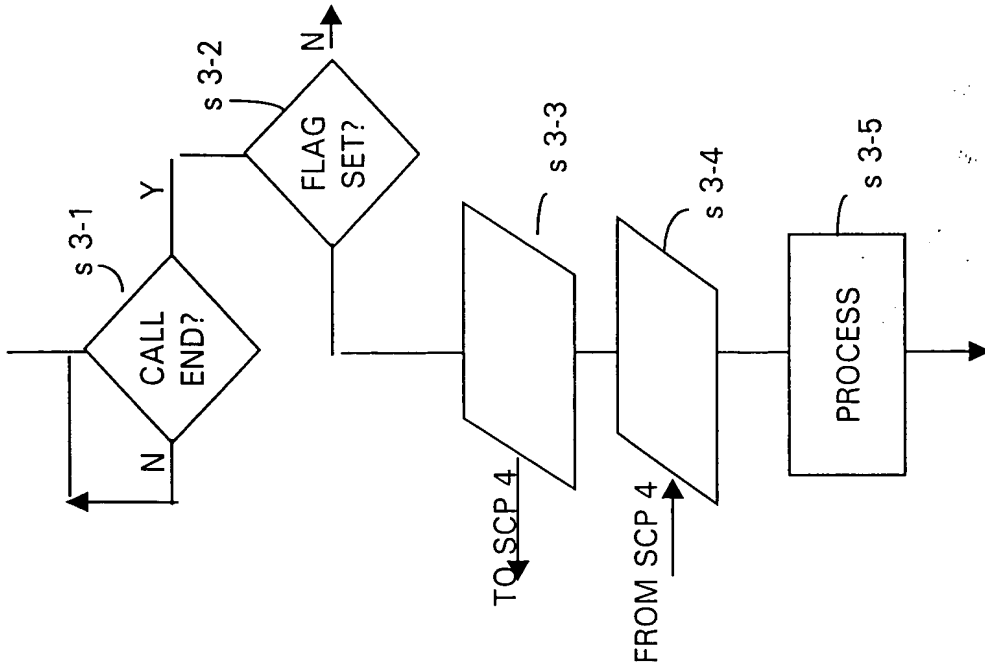 s 3-1
CALL
END?
N
Y
s 3-2
FLAG
SET?
N
s 3-3
TO SCP 4
s 3-4
FROM SCP 4
PROCESS
s 3-5